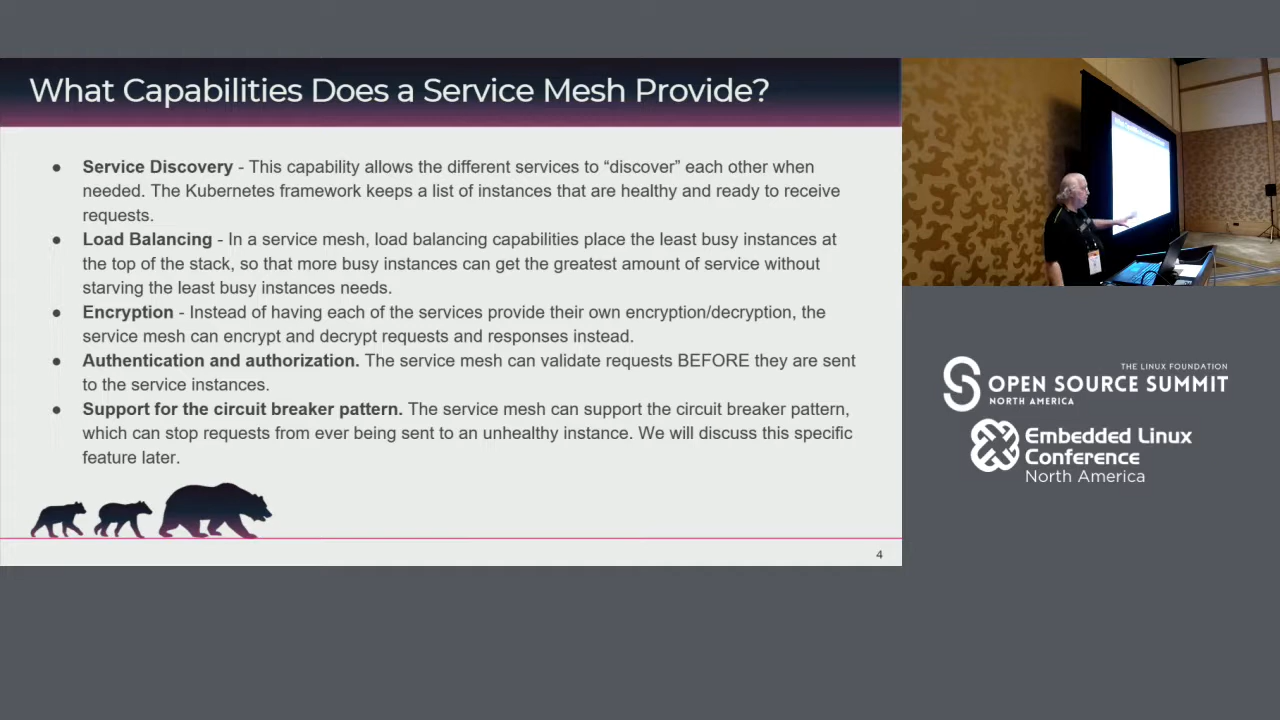 What Capabilities Does a Service Mesh Provide?
● Service Discovery - This capability allows the different services to “discover” each other when
needed. The Kubernetes framework keeps a list of instances that are healthy and ready to receive
requests.
● Load Balancing - In a service mesh, load balancing capabilities place the least busy instances at
the top of the stack, so that more busy instances can get the greatest amount of service without
starving the least busy instances needs.
● Encryption - Instead of having each of the services provide their own encryption/decryption, the
service mesh can encrypt and decrypt requests and responses instead.
● Authentication and authorization. The service mesh can validate requests BEFORE they are sent
to the service instances.
● Support for the circuit breaker pattern. The service mesh can support the circuit breaker pattern,
which can stop requests from ever being sent to an unhealthy instance. We will discuss this specific
feature later.
4
THE LINUX FOUNDATION
OPEN SOURCE SUMMIT
NORTH AMERICA
Embedded Linux
Conference
North America